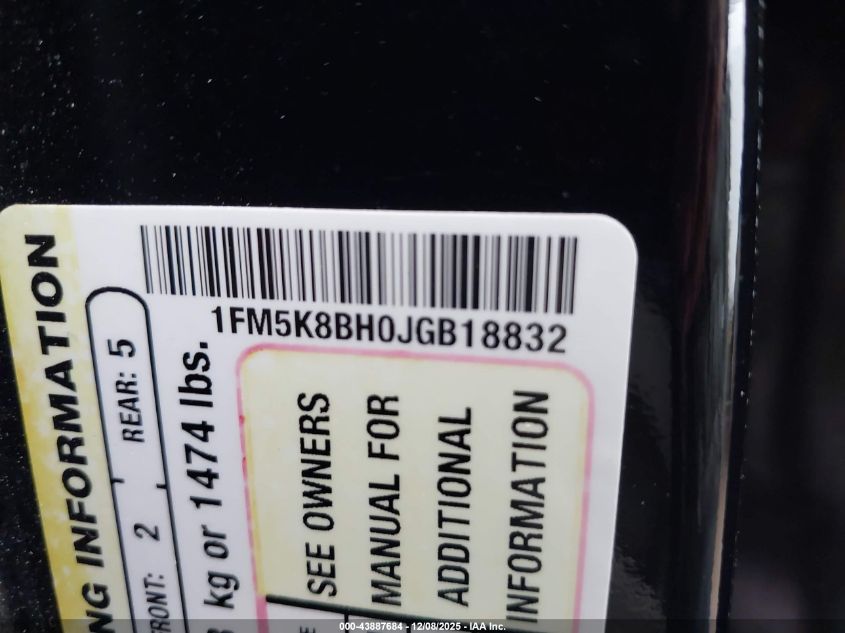 NG INFORMATION
FRONT: 2 REAR: 5
kg or 1474 lbs.
1FM5K8BH0JGB18832
SEE OWNERS
MANUAL FOR
ADDITIONAL
INFORMATION
000-43887684 - 12/08/2025 - IAA Inc.